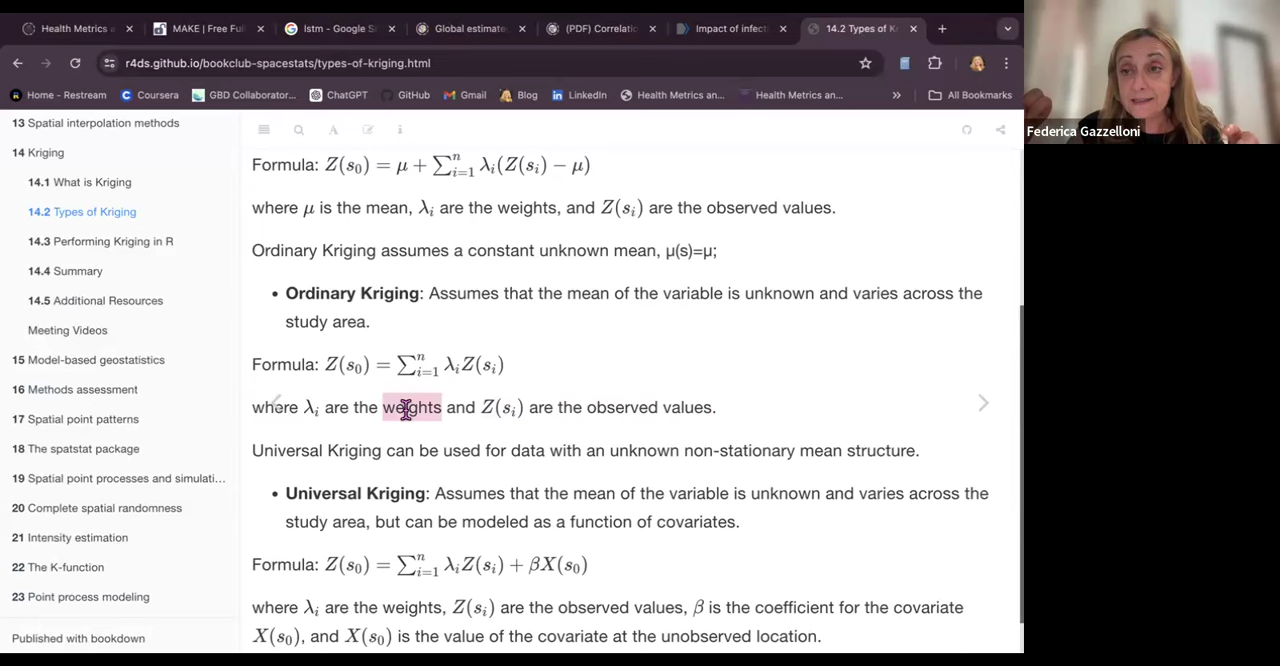 Health Metrics a
MAKE | Free Ful
lstm - Google S
Global estimate
(PDF) Correlatio
Impact of infect
14.2 Types of K
r4ds.github.io/bookclub-spacestats/types-of-kriging.html
Home - Restream
Coursera
GBD Collaborator...
ChatGPT
GitHub
Gmail
Blog
LinkedIn
Health Metrics an...
Health Metrics an...
»
All Bookmarks
Federica Gazzelloni
13 Spatial interpolation methods
14 Kriging
14.1 What is Kriging
14.2 Types of Kriging
14.3 Performing Kriging in R
14.4 Summary
14.5 Additional Resources
Meeting Videos
15 Model-based geostatistics
16 Methods assessment
17 Spatial point patterns
18 The spatstat package
19 Spatial point processes and simulati...
20 Complete spatial randomness
21 Intensity estimation
22 The K-function
23 Point process modeling
Published with bookdown
Formula: Z(s₀) = μ + ∑ⁿᵢ₌₁ λᵢ(Z(sᵢ) − μ)
where μ is the mean, λᵢ are the weights, and Z(sᵢ) are the observed values.
Ordinary Kriging assumes a constant unknown mean, μ(s)=μ;
• Ordinary Kriging: Assumes that the mean of the variable is unknown and varies across the
study area.
Formula: Z(s₀) = ∑ⁿᵢ₌₁ λᵢZ(sᵢ)
where λᵢ are the weights and Z(sᵢ) are the observed values.
Universal Kriging can be used for data with an unknown non-stationary mean structure.
• Universal Kriging: Assumes that the mean of the variable is unknown and varies across the
study area, but can be modeled as a function of covariates.
Formula: Z(s₀) = ∑ⁿᵢ₌₁ λᵢZ(sᵢ) + βX(s₀)
where λᵢ are the weights, Z(sᵢ) are the observed values, β is the coefficient for the covariate
X(s₀), and X(s₀) is the value of the covariate at the unobserved location.